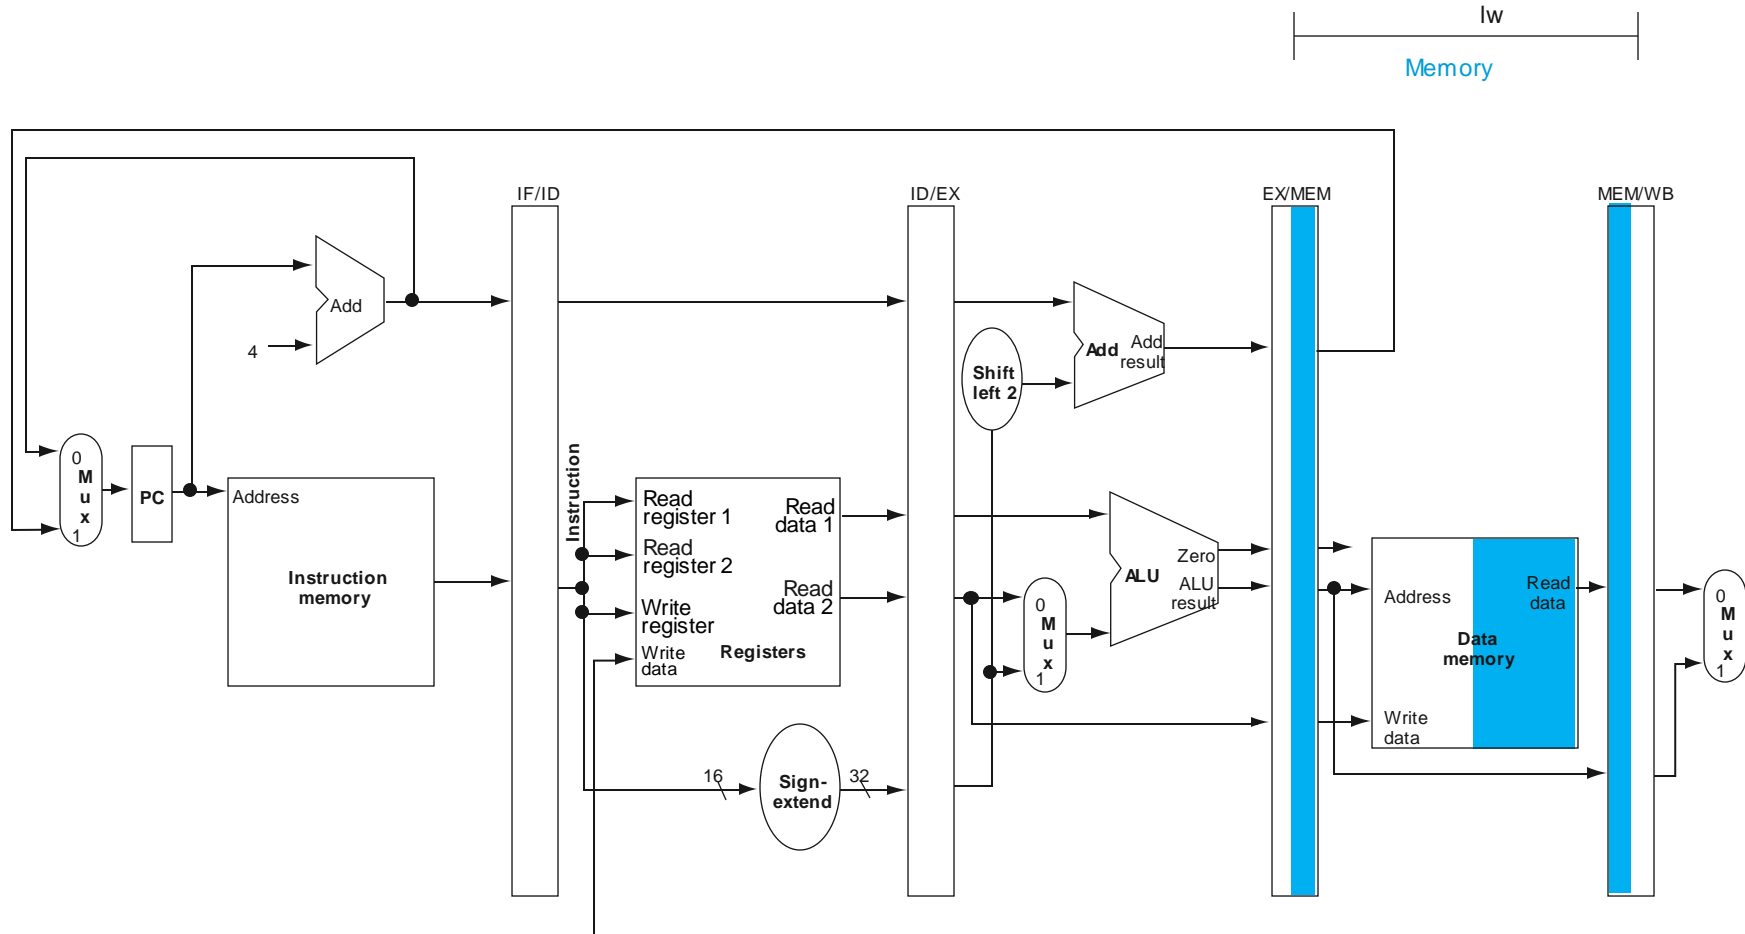 lw
Memory
IF/ID
ID/EX
EX/MEM
MEM/WB
Add
4
Add
Add
result
Shift
left 2
0
M
u
x
1
PC
Address
Instruction
memory
Instruction
Read
register 1
Read
data 1
Read
register 2
Read
data 2
Write
register
Write
data
Registers
16
Sign-
extend
32
0
M
u
x
1
Zero
ALU
ALU
result
Address
Read
data
Data
memory
Write
data
0
M
u
x
1